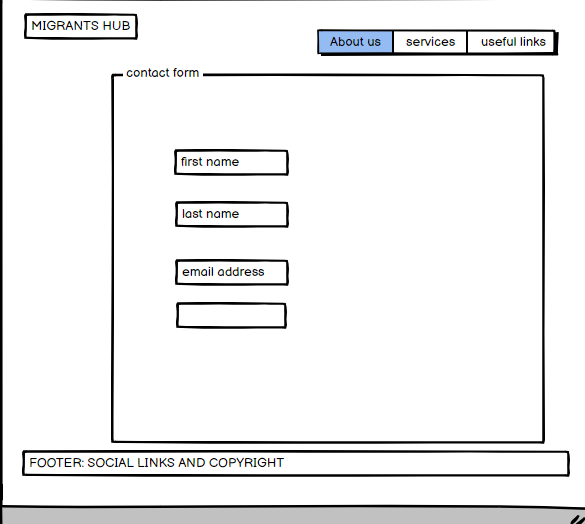 MIGRANTS HUB
About us services useful links
contact form
first name
last name
email address
FOOTER: SOCIAL LINKS AND COPYRIGHT